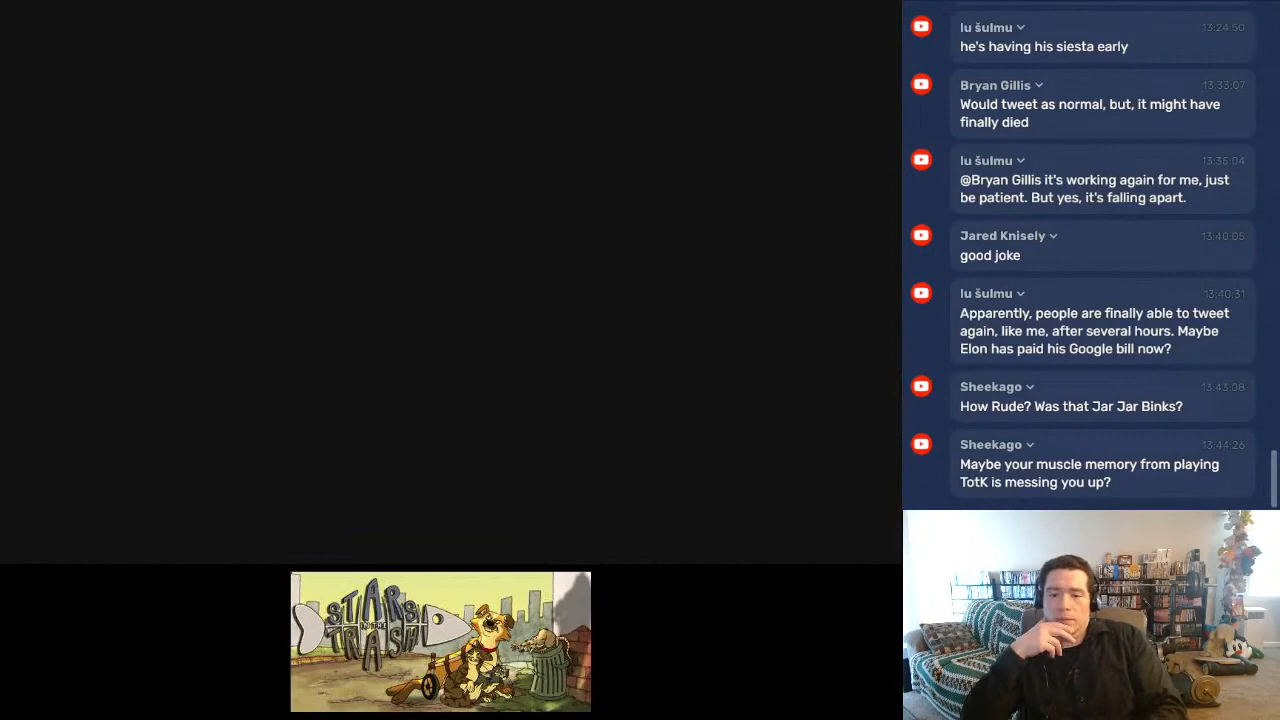 lu šulmu 13:24:50
he's having his siesta early
Bryan Gillis 13:33:07
Would tweet as normal, but, it might have
finally died
lu šulmu 13:35:04
@Bryan Gillis it's working again for me, just
be patient. But yes, it's falling apart.
Jared Knisely 13:40:05
good joke
lu šulmu 13:40:31
Apparently, people are finally able to tweet
again, like me, after several hours. Maybe
Elon has paid his Google bill now?
Sheekago 13:43:08
How Rude? Was that Jar Jar Binks?
Sheekago 13:44:26
Maybe your muscle memory from playing
TotK is messing you up?
STARS
IN THE
TRASH